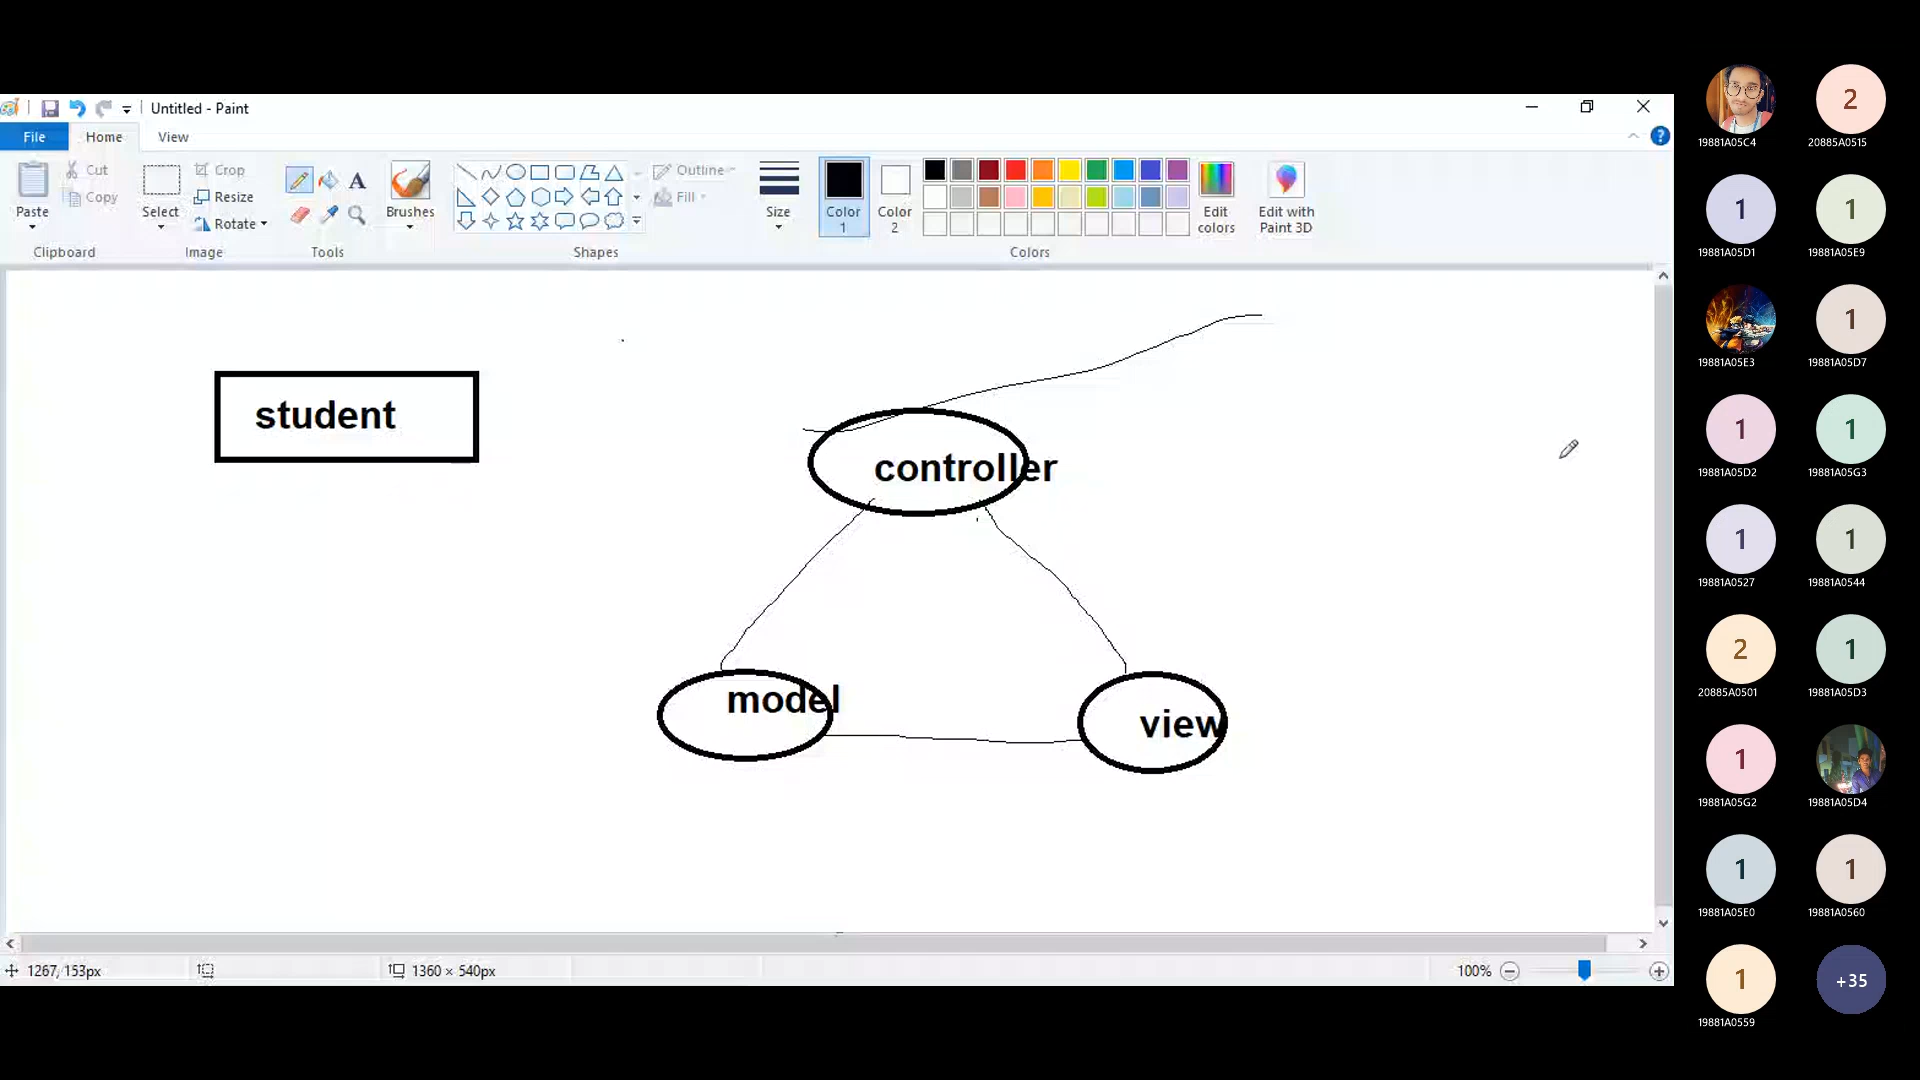 Untitled - Paint
File Home View
Paste
Cut
Copy
Clipboard
Select
Crop
Resize
Rotate
Image
A
Tools
Brushes
Shapes
Outline
Fill
Size
Color 1
Color 2
Edit colors
Edit with Paint 3D
Colors
student
controller
model
view
1267, 153px
1360 × 540px
100%
19881A05C4
2
20885A0515
1
19881A05D1
1
19881A05E9
19881A05E3
1
19881A05D7
1
19881A05D2
1
19881A05G3
1
19881A0527
1
19881A0544
2
20885A0501
1
19881A05D3
1
19881A05G2
19881A05D4
1
19881A05E0
1
19881A0560
1
19881A0559
+35